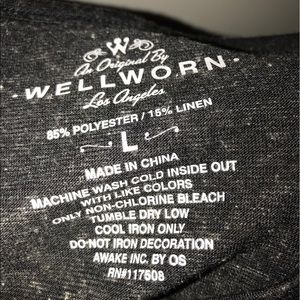 W
An Original By
· WELLWORN ·
Los Angeles
85% POLYESTER / 15% LINEN
L
MADE IN CHINA
MACHINE WASH COLD INSIDE OUT
WITH LIKE COLORS
ONLY NON-CHLORINE BLEACH
TUMBLE DRY LOW
COOL IRON ONLY
DO NOT IRON DECORATION
AWAKE INC. BY OS
RN#117508